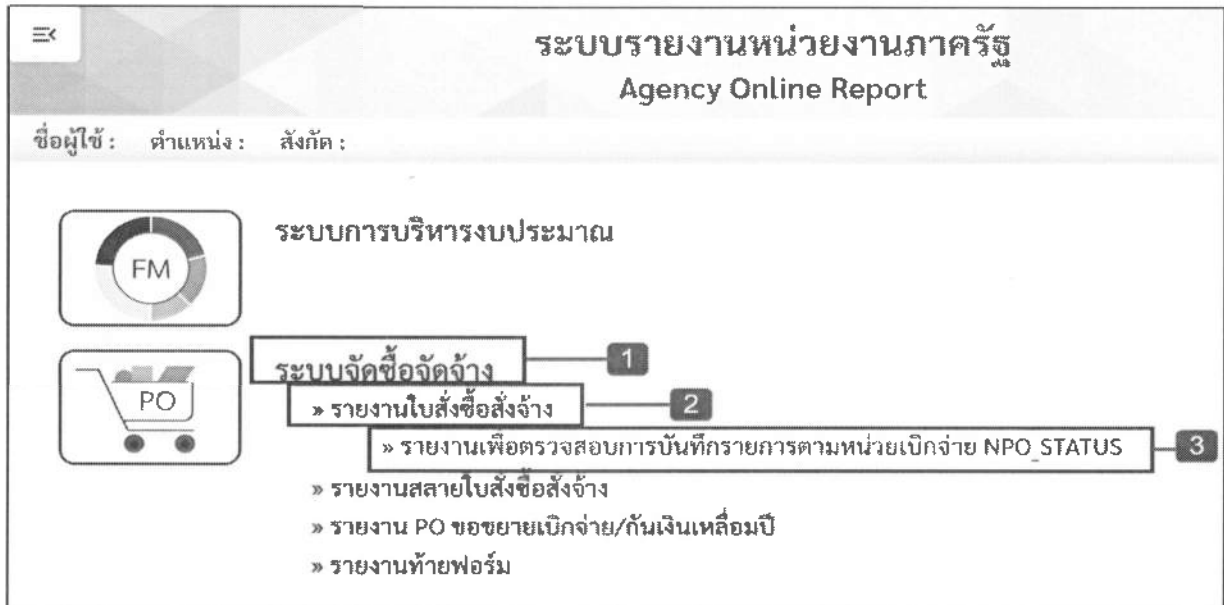 ระบบรายงานหน่วยงานภาครัฐ
Agency Online Report
ชื่อผู้ใช้ : ตำแหน่ง : สังกัด :
FM
ระบบการบริหารงบประมาณ
PO
ระบบจัดซื้อจัดจ้าง
1
» รายงานใบสั่งซื้อสั่งจ้าง
2
» รายงานเพื่อตรวจสอบการบันทึกรายการตามหน่วยเบิกจ่าย NPO_STATUS
3
» รายงานสลายใบสั่งซื้อสั่งจ้าง
» รายงาน PO ขอขยายเบิกจ่าย/กันเงินเหลื่อมปี
» รายงานท้ายฟอร์ม